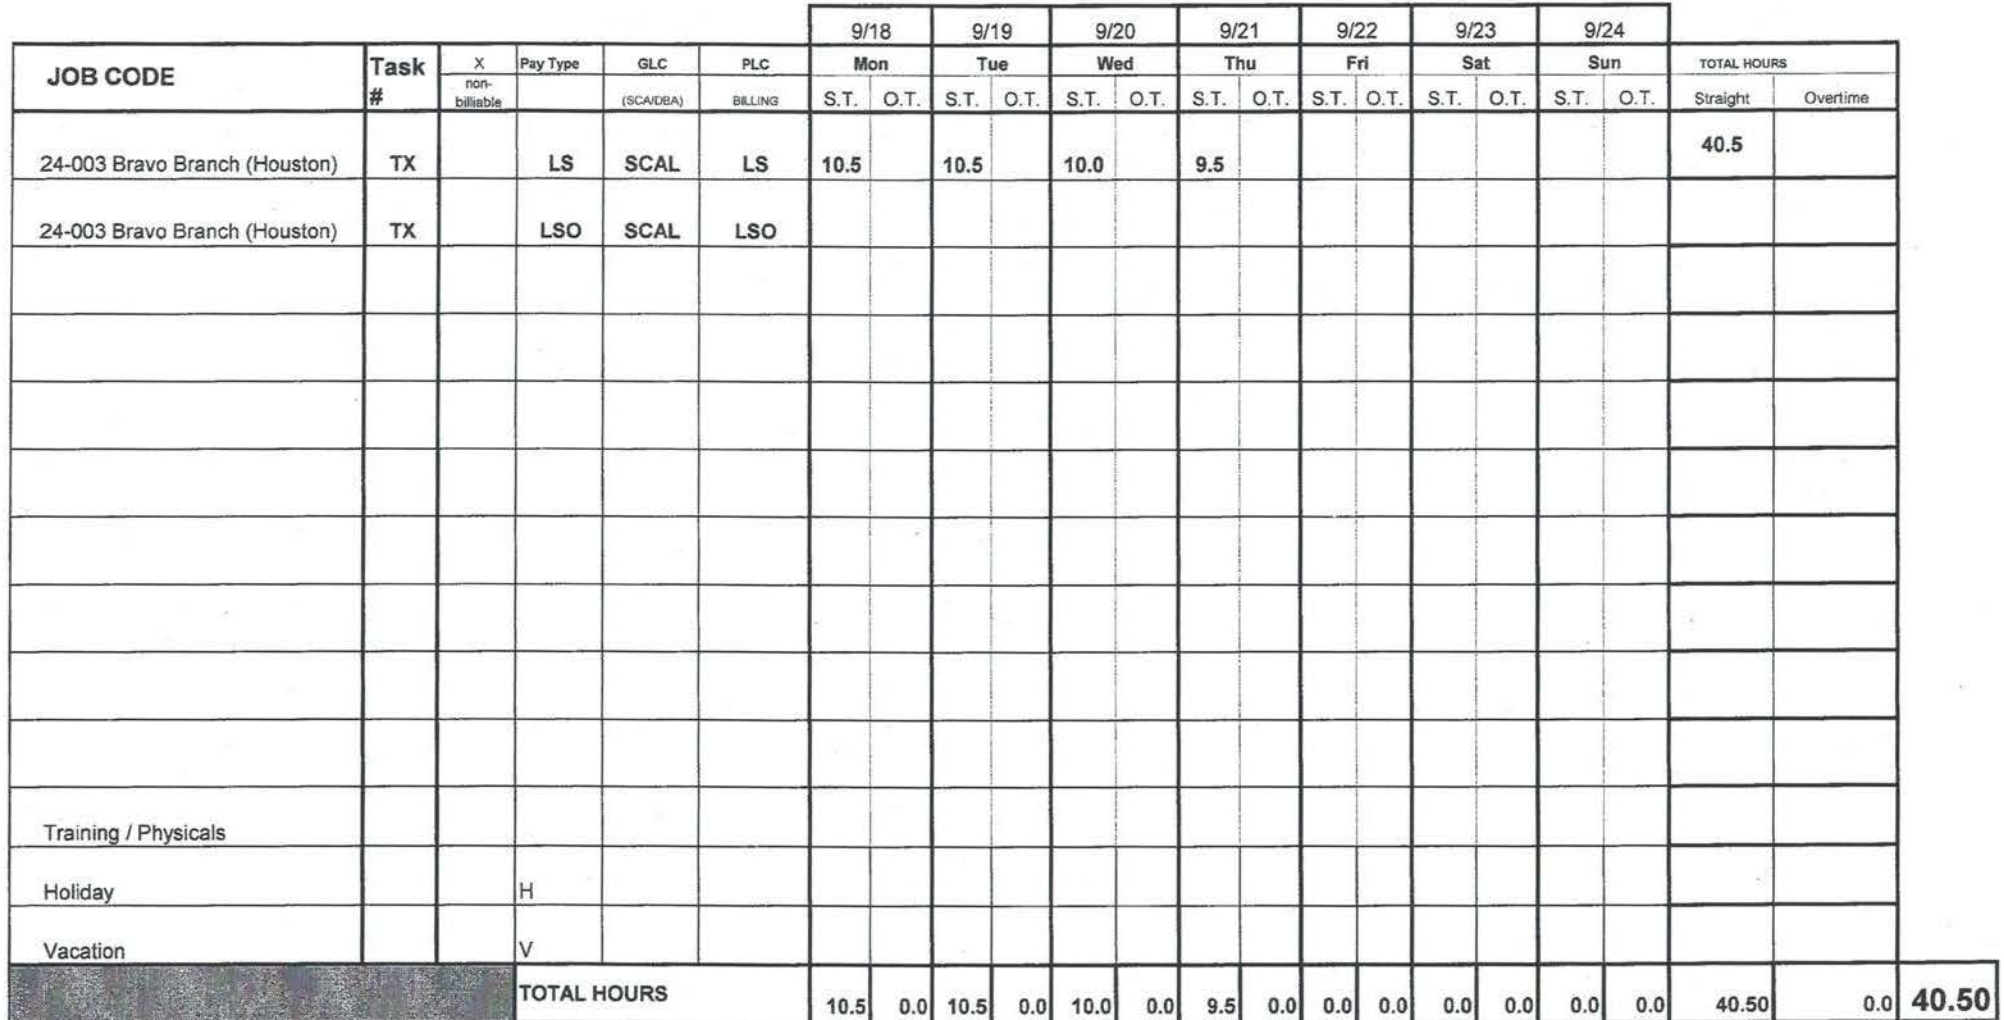 9/18 9/19 9/20 9/21 9/22 9/23 9/24
JOB CODE Task # X non-billiable Pay Type GLC (SCA/DBA) PLC BILLING Mon Tue Wed Thu Fri Sat Sun TOTAL HOURS
S.T. O.T. S.T. O.T. S.T. O.T. S.T. O.T. S.T. O.T. S.T. O.T. S.T. O.T. Straight Overtime
24-003 Bravo Branch (Houston) TX LS SCAL LS 10.5 10.5 10.0 9.5 40.5
24-003 Bravo Branch (Houston) TX LSO SCAL LSO
Training / Physicals
Holiday H
Vacation V
TOTAL HOURS 10.5 0.0 10.5 0.0 10.0 0.0 9.5 0.0 0.0 0.0 0.0 0.0 0.0 0.0 40.50 0.0 40.50